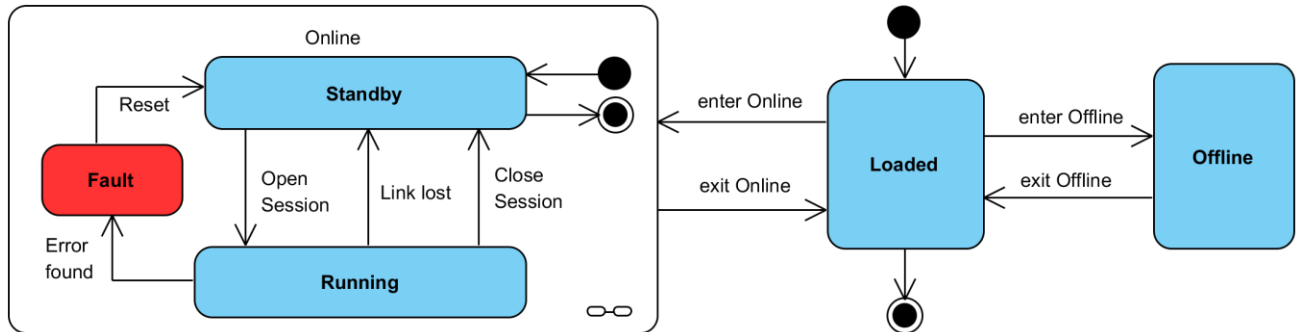 Online
Standby
Reset
enter Online
enter Offline
Fault
Open
Session
Link lost
Close
Session
Loaded
Offline
exit Online
exit Offline
Error
found
Running